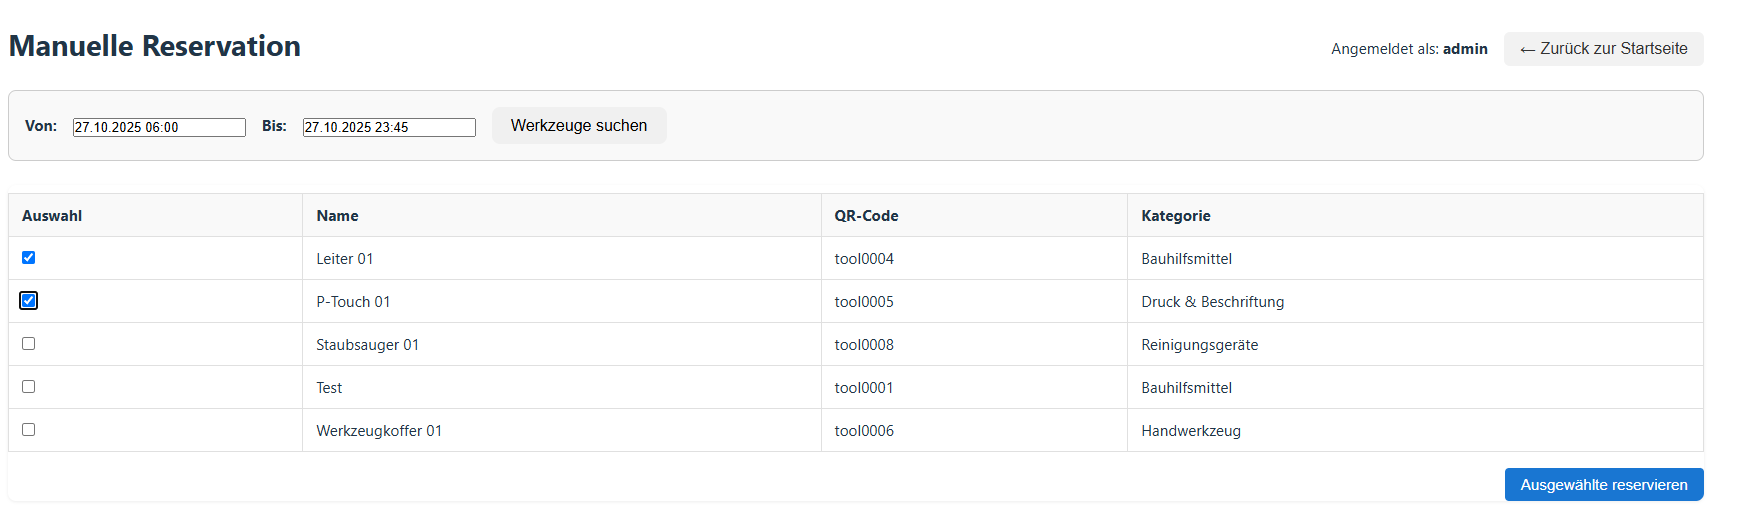 Manuelle Reservation
Angemeldet als: admin
← Zurück zur Startseite
Von: 27.10.2025 06:00 Bis: 27.10.2025 23:45 Werkzeuge suchen
Auswahl Name QR-Code Kategorie
Leiter 01 tool0004 Bauhilfsmittel
P-Touch 01 tool0005 Druck & Beschriftung
Staubsauger 01 tool0008 Reinigungsgeräte
Test tool0001 Bauhilfsmittel
Werkzeugkoffer 01 tool0006 Handwerkzeug
Ausgewählte reservieren